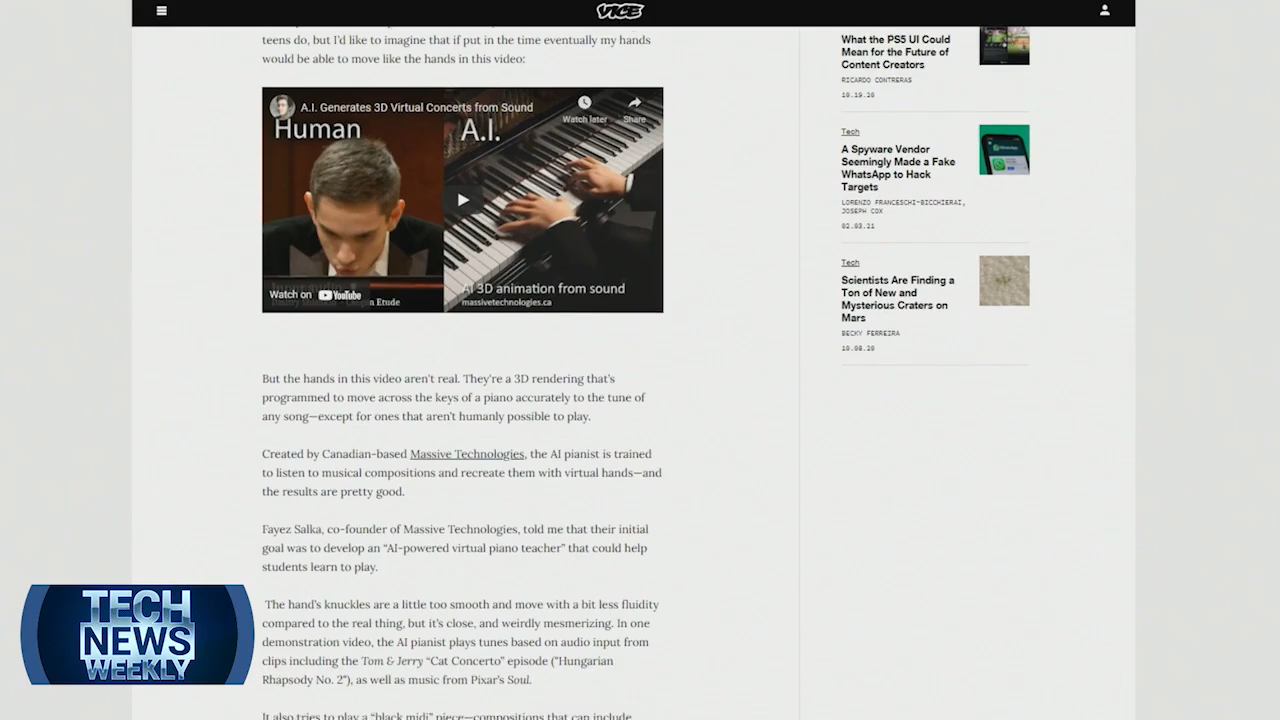 VICE
teens do, but I'd like to imagine that if put in the time eventually my hands
would be able to move like the hands in this video:
A.I. Generates 3D Virtual Concerts from Sound
Watch later
Share
Human
A.I.
Watch on YouTube
n Etude
AI 3D animation from sound
massivetechnologies.ca
But the hands in this video aren't real. They're a 3D rendering that's
programmed to move across the keys of a piano accurately to the tune of
any song—except for ones that aren't humanly possible to play.
Created by Canadian-based Massive Technologies, the AI pianist is trained
to listen to musical compositions and recreate them with virtual hands—and
the results are pretty good.
Fayez Salka, co-founder of Massive Technologies, told me that their initial
goal was to develop an “AI-powered virtual piano teacher” that could help
students learn to play.
The hand's knuckles are a little too smooth and move with a bit less fluidity
compared to the real thing, but it's close, and weirdly mesmerizing. In one
demonstration video, the AI pianist plays tunes based on audio input from
clips including the Tom & Jerry “Cat Concerto” episode ("Hungarian
Rhapsody No. 2"), as well as music from Pixar's Soul.
It also tries to play a “black midi” piece—compositions that can include
What the PS5 UI Could
Mean for the Future of
Content Creators
RICARDO CONTRERAS
10.19.20
Tech
A Spyware Vendor
Seemingly Made a Fake
WhatsApp to Hack
Targets
LORENZO FRANCESCHI-BICCHIERAI,
JOSEPH COX
02.03.21
Tech
Scientists Are Finding a
Ton of New and
Mysterious Craters on
Mars
BECKY FERREIRA
10.08.20
TECH
NEWS
WEEKLY